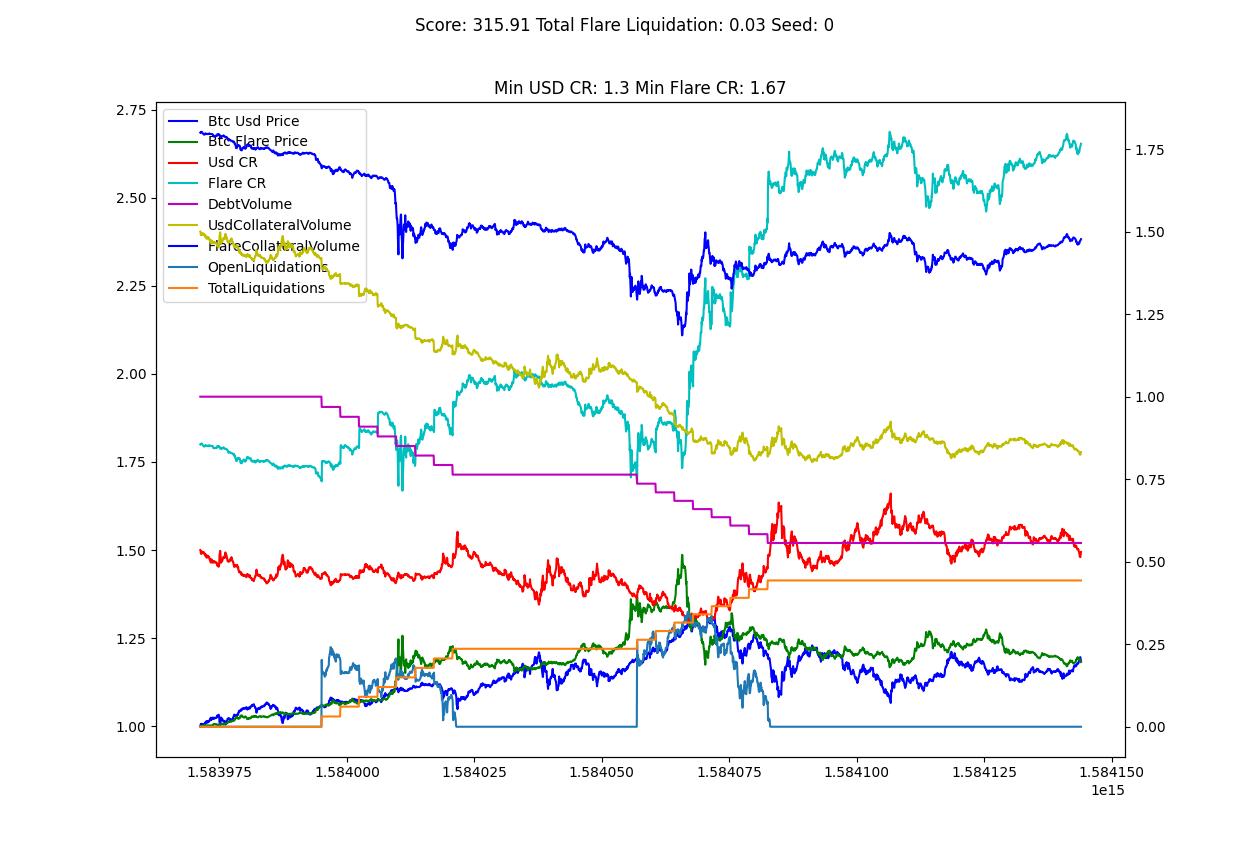 Score: 315.91 Total Flare Liquidation: 0.03 Seed: 0
Min USD CR: 1.3 Min Flare CR: 1.67
Btc Usd Price
Btc Flare Price
Usd CR
Flare CR
DebtVolume
UsdCollateralVolume
FlareCollateralVolume
OpenLiquidations
TotalLiquidations
2.75
2.50
2.25
2.00
1.75
1.50
1.25
1.00
1.75
1.50
1.25
1.00
0.75
0.50
0.25
0.00
1.583975 1.584000 1.584025 1.584050 1.584075 1.584100 1.584125 1.584150
1e15